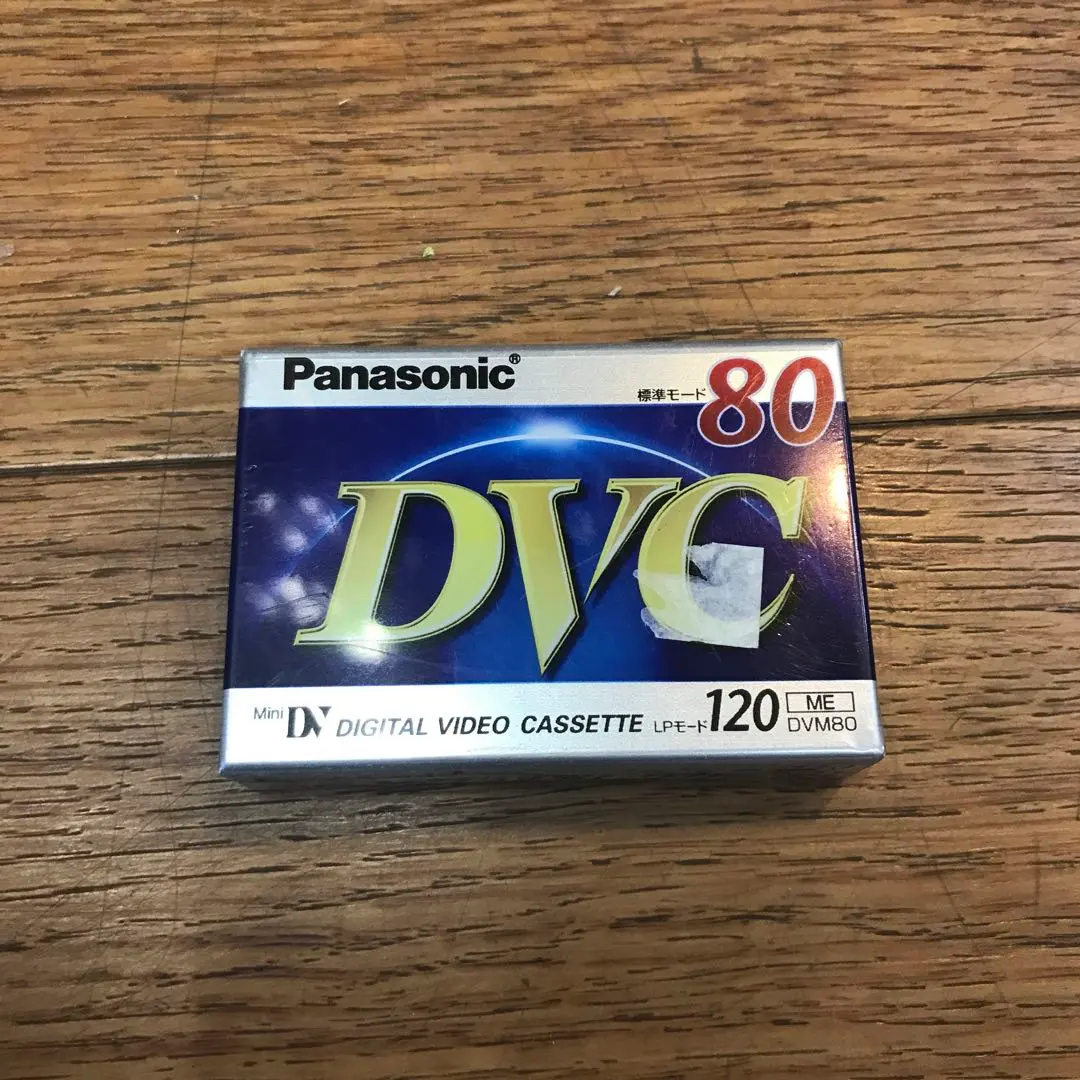 Panasonic®
標準モード 80
DVC
Mini DV DIGITAL VIDEO CASSETTE LPモード 120 ME
DVM80